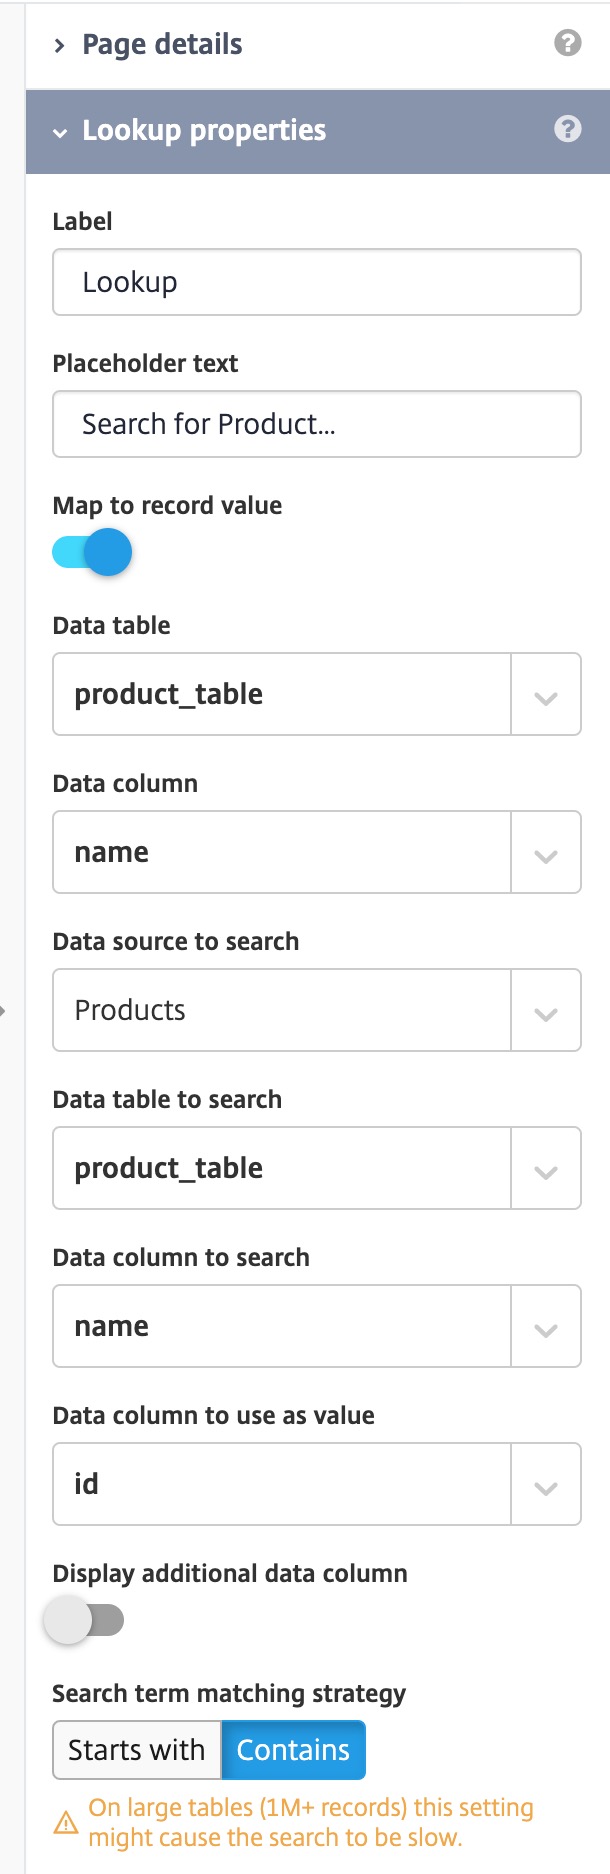 Page details
Lookup properties
Label
Lookup
Placeholder text
Search for Product...
Map to record value
Data table
product_table
Data column
name
Data source to search
Products
Data table to search
product_table
Data column to search
name
Data column to use as value
id
Display additional data column
Search term matching strategy
Starts with Contains
On large tables (1M+ records) this setting
might cause the search to be slow.